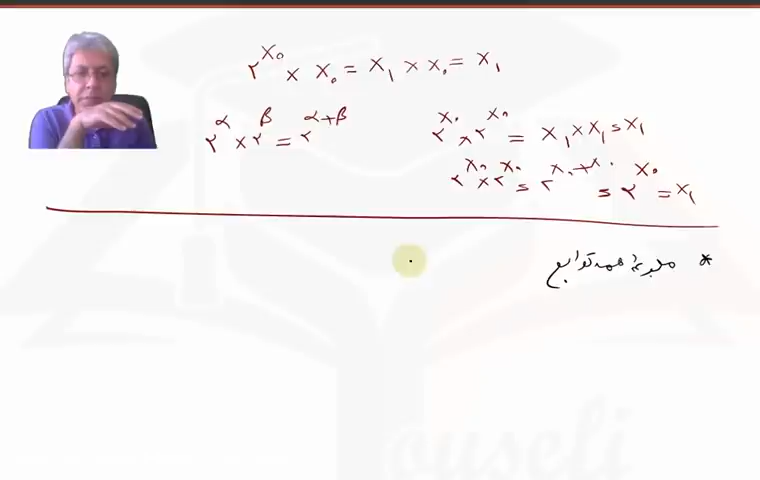 ۲^X₀ × X₀ = X₁ × X₀ = X₁
۲^α × ۲^β = ۲^α+β
۲^X₀ × ۲^X₀ = X₁ × X₁ = X₁
۲^X₀ × ۲^X₀ = ۲^X₀+X₀ = ۲^X₀ = X₁
* همه توابع
ouseli